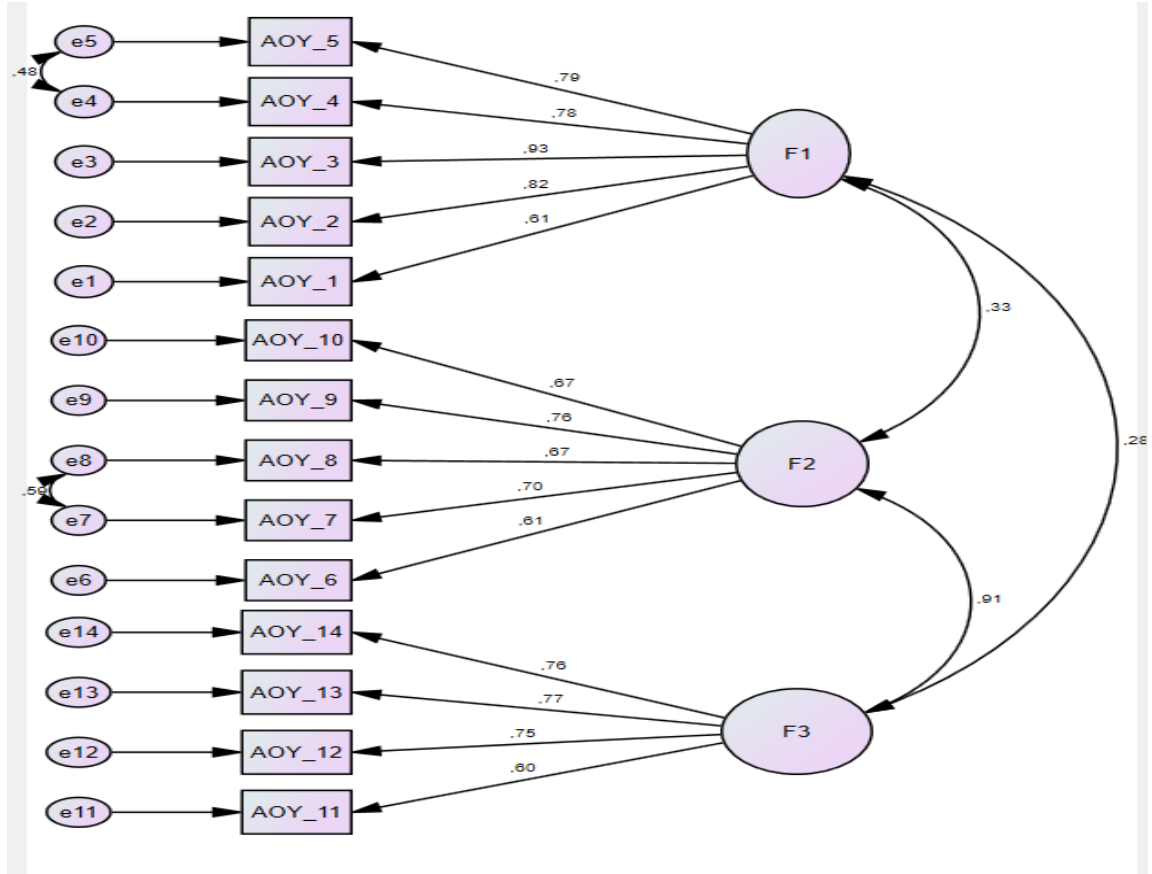 e5 AOY_5
.79
.48
e4 AOY_4
.78
F1
e3 AOY_3
.93
e2 AOY_2
.82
e1 AOY_1
.61
.33
e10 AOY_10
.67
e9 AOY_9
.76
.28
e8 AOY_8
.67
F2
.59
e7 AOY_7
.70
e6 AOY_6
.61
.91
e14 AOY_14
.76
e13 AOY_13
.77
F3
e12 AOY_12
.75
e11 AOY_11
.60